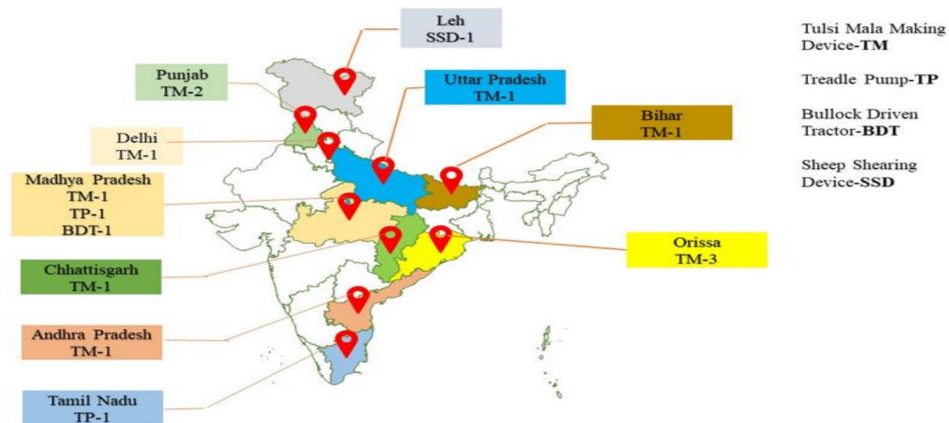 Leh
SSD-1
Punjab
TM-2
Uttar Pradesh
TM-1
Bihar
TM-1
Delhi
TM-1
Madhya Pradesh
TM-1
TP-1
BDT-1
Orissa
TM-3
Chhattisgarh
TM-1
Andhra Pradesh
TM-1
Tamil Nadu
TP-1
Tulsi Mala Making
Device-TM
Treadle Pump-TP
Bullock Driven
Tractor-BDT
Sheep Shearing
Device-SSD